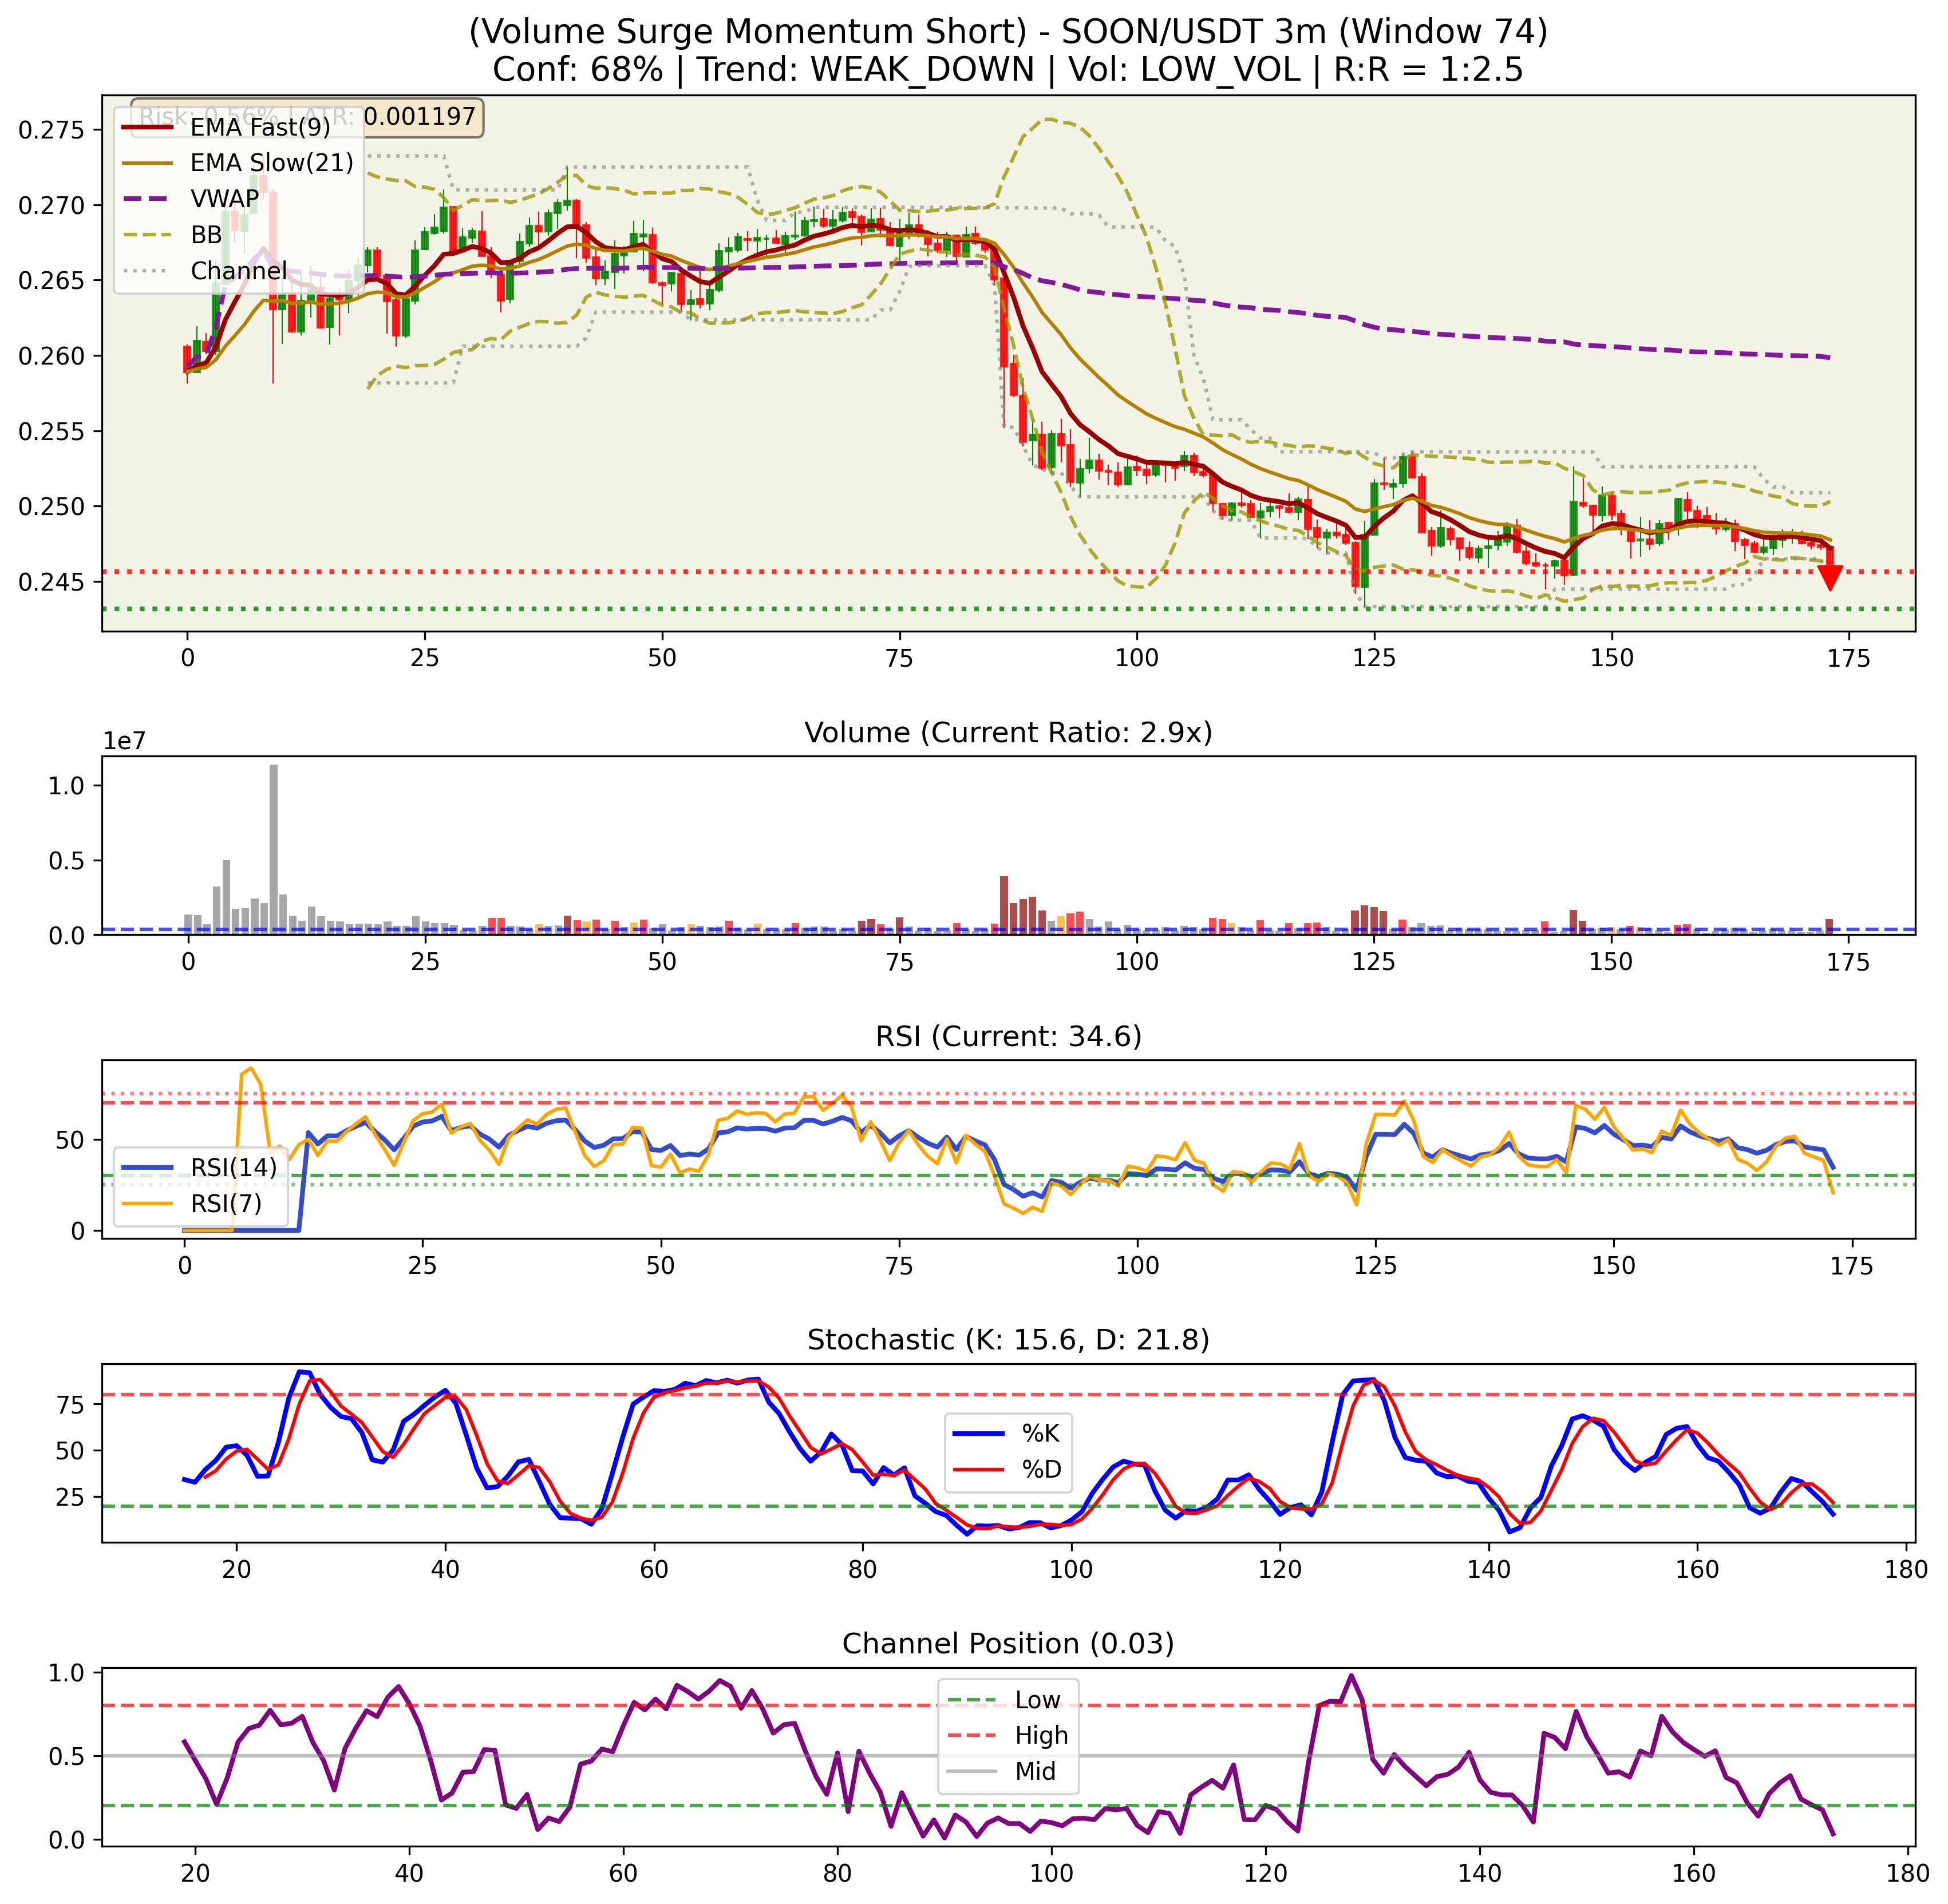 (Volume Surge Momentum Short) - SOON/USDT 3m (Window 74)
Conf: 68% | Trend: WEAK_DOWN | Vol: LOW_VOL | R:R = 1:2.5
Risk: 0.56% | ATR: 0.001197
EMA Fast(9)
EMA Slow(21)
VWAP
BB
Channel
0.275
0.270
0.265
0.260
0.255
0.250
0.245
0 25 50 75 100 125 150 175
Volume (Current Ratio: 2.9x)
1e7
1.0
0.5
0.0
0 25 50 75 100 125 150 175
RSI (Current: 34.6)
50
0
RSI(14)
RSI(7)
0 25 50 75 100 125 150 175
Stochastic (K: 15.6, D: 21.8)
75
50
25
%K
%D
20 40 60 80 100 120 140 160 180
Channel Position (0.03)
1.0
0.5
0.0
Low
High
Mid
20 40 60 80 100 120 140 160 180